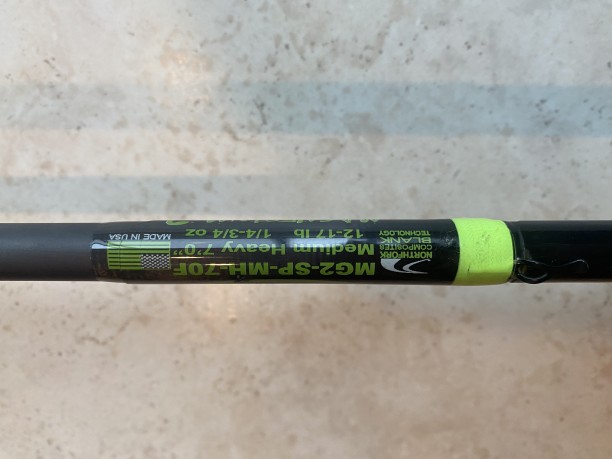 NORTHFORK
COMPOSITES
BLANK
TECHNOLOGY
MG2-SP-MH-70F
Medium Heavy 7'0"
12-17 lb   1/4-3/4 oz
MADE IN USA